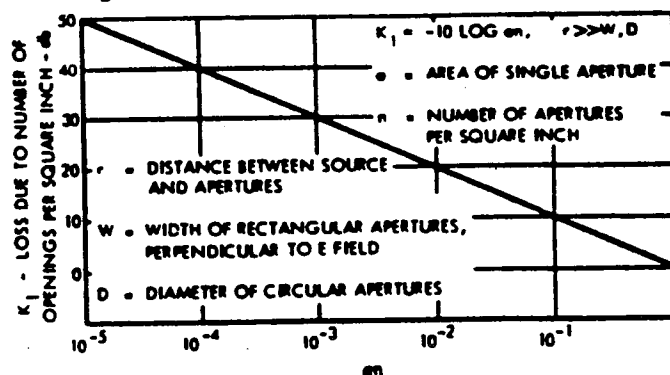 K₁ - LOSS DUE TO NUMBER OF
OPENINGS PER SQUARE INCH - db
50
40
30
20
10
0
K₁ = -10 LOG an, r>>W,D
a = AREA OF SINGLE APERTURE
n = NUMBER OF APERTURES
PER SQUARE INCH
r = DISTANCE BETWEEN SOURCE
AND APERTURES
W = WIDTH OF RECTANGULAR APERTURES,
PERPENDICULAR TO E FIELD
D = DIAMETER OF CIRCULAR APERTURES
10⁻⁵ 10⁻⁴ 10⁻³ 10⁻² 10⁻¹
an